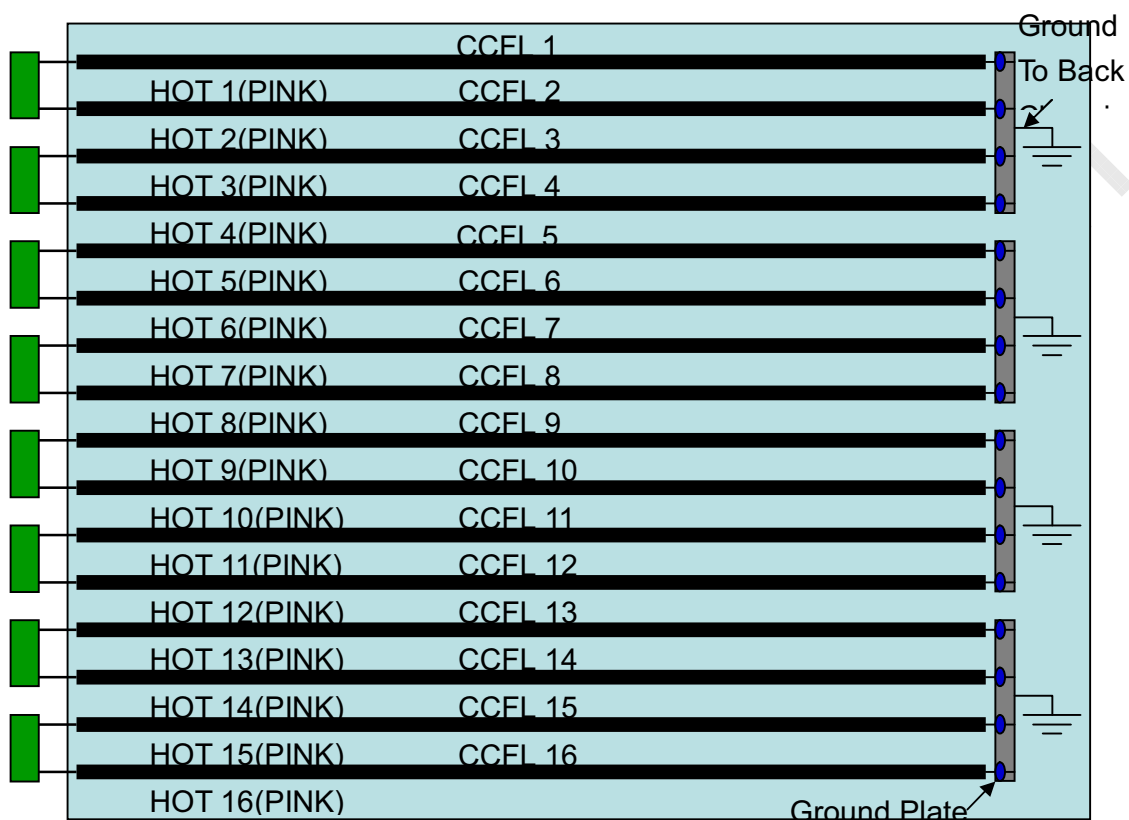 CCFL 1
Ground
To Back
HOT 1(PINK) CCFL 2
HOT 2(PINK) CCFL 3
HOT 3(PINK) CCFL 4
HOT 4(PINK) CCFL 5
HOT 5(PINK) CCFL 6
HOT 6(PINK) CCFL 7
HOT 7(PINK) CCFL 8
HOT 8(PINK) CCFL 9
HOT 9(PINK) CCFL 10
HOT 10(PINK) CCFL 11
HOT 11(PINK) CCFL 12
HOT 12(PINK) CCFL 13
HOT 13(PINK) CCFL 14
HOT 14(PINK) CCFL 15
HOT 15(PINK) CCFL 16
HOT 16(PINK)
Ground Plate